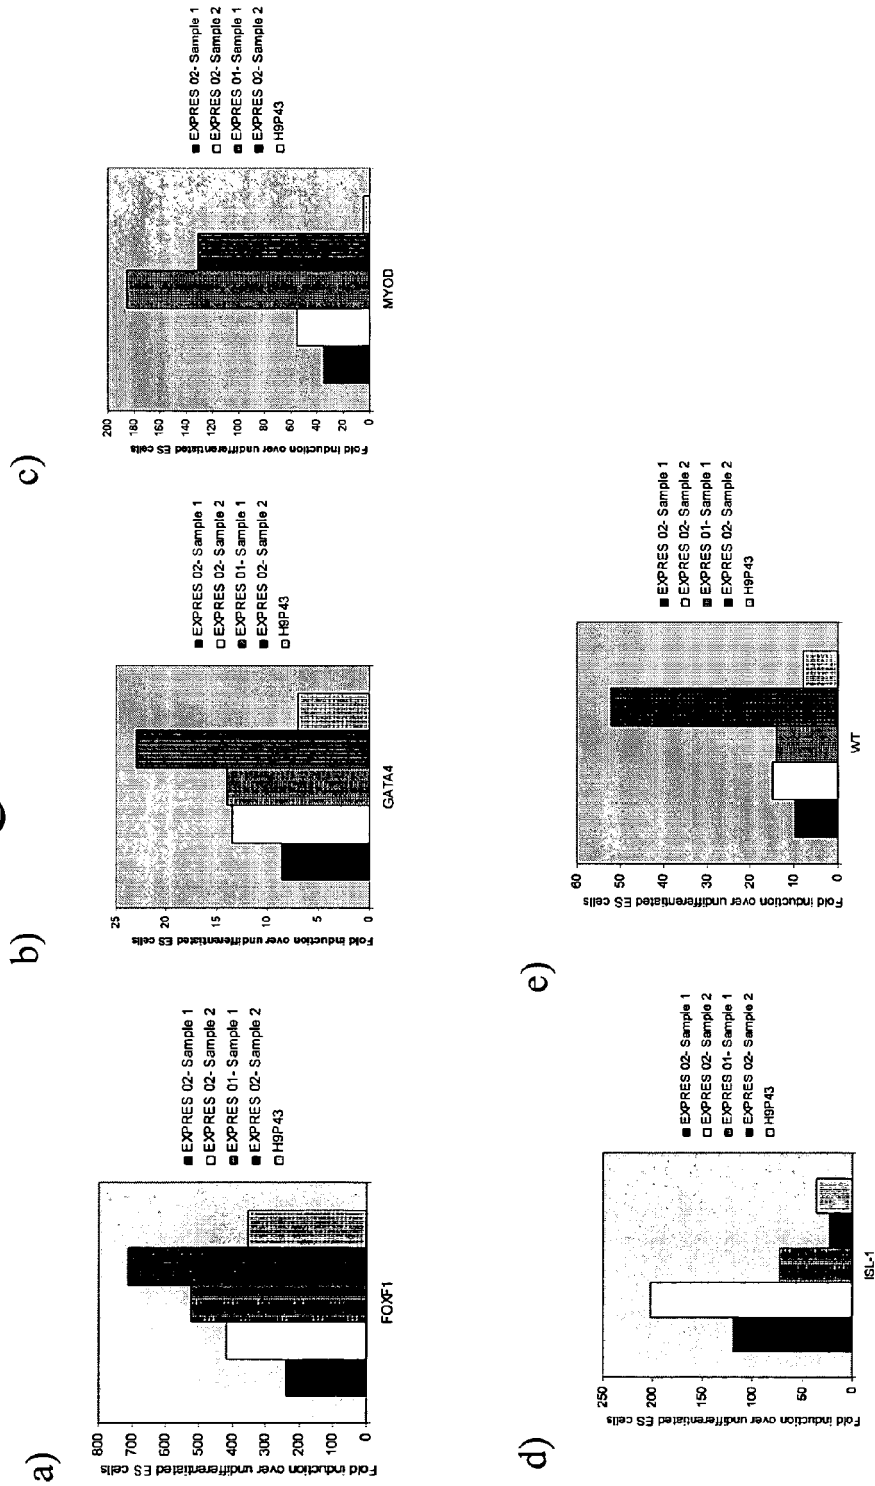 a)
Fold induction over undifferentiated ES cells
800
700
600
500
400
300
200
100
0
FOXF1
EXPRES 02- Sample 1
EXPRES 02- Sample 2
EXPRES 01- Sample 1
EXPRES 02- Sample 2
H9P43
b)
Fold induction over undifferentiated ES cells
25
20
15
10
5
0
GATA4
EXPRES 02- Sample 1
EXPRES 02- Sample 2
EXPRES 01- Sample 1
EXPRES 02- Sample 2
H9P43
c)
Fold induction over undifferentiated ES cells
200
180
160
140
120
100
80
60
40
20
0
MYOD
EXPRES 02- Sample 1
EXPRES 02- Sample 2
EXPRES 01- Sample 1
EXPRES 02- Sample 2
H9P43
d)
Fold induction over undifferentiated ES cells
250
200
150
100
50
0
ISL-1
EXPRES 02- Sample 1
EXPRES 02- Sample 2
EXPRES 01- Sample 1
EXPRES 02- Sample 2
H9P43
e)
Fold induction over undifferentiated ES cells
60
50
40
30
20
10
0
WT
EXPRES 02- Sample 1
EXPRES 02- Sample 2
EXPRES 01- Sample 1
EXPRES 02- Sample 2
H9P43